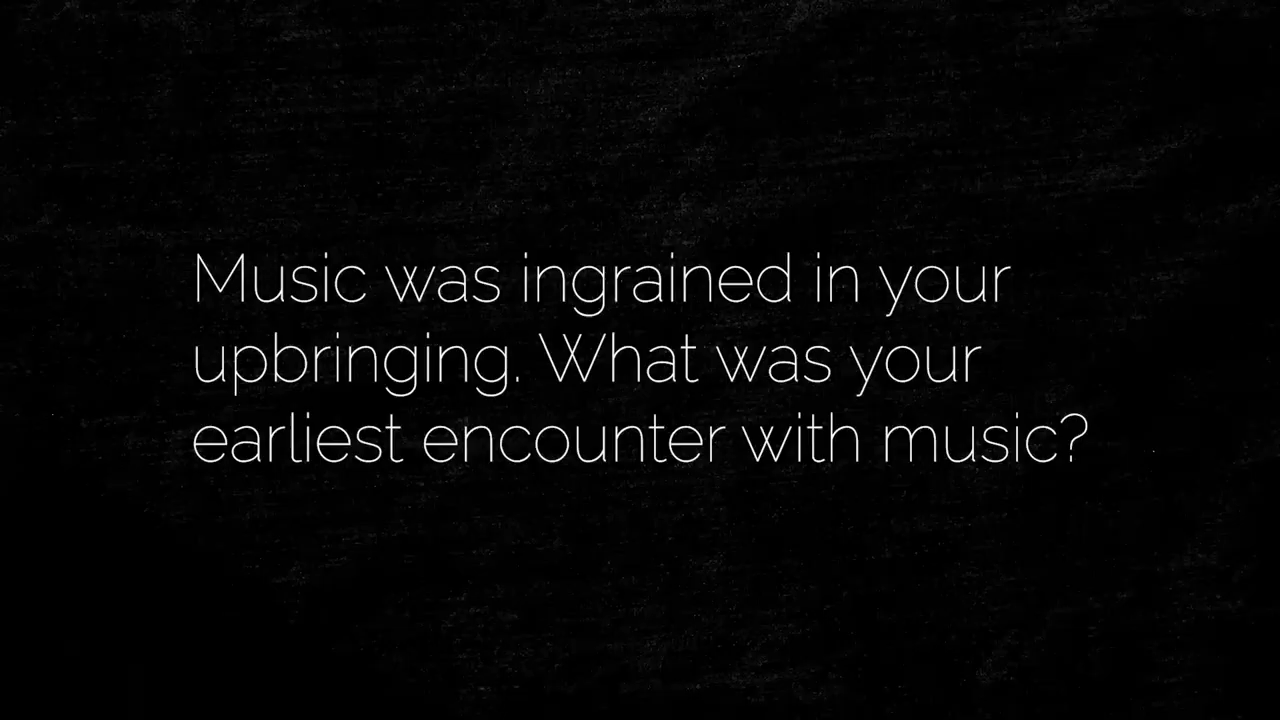 Music was ingrained in your
upbringing. What was your
earliest encounter with music?